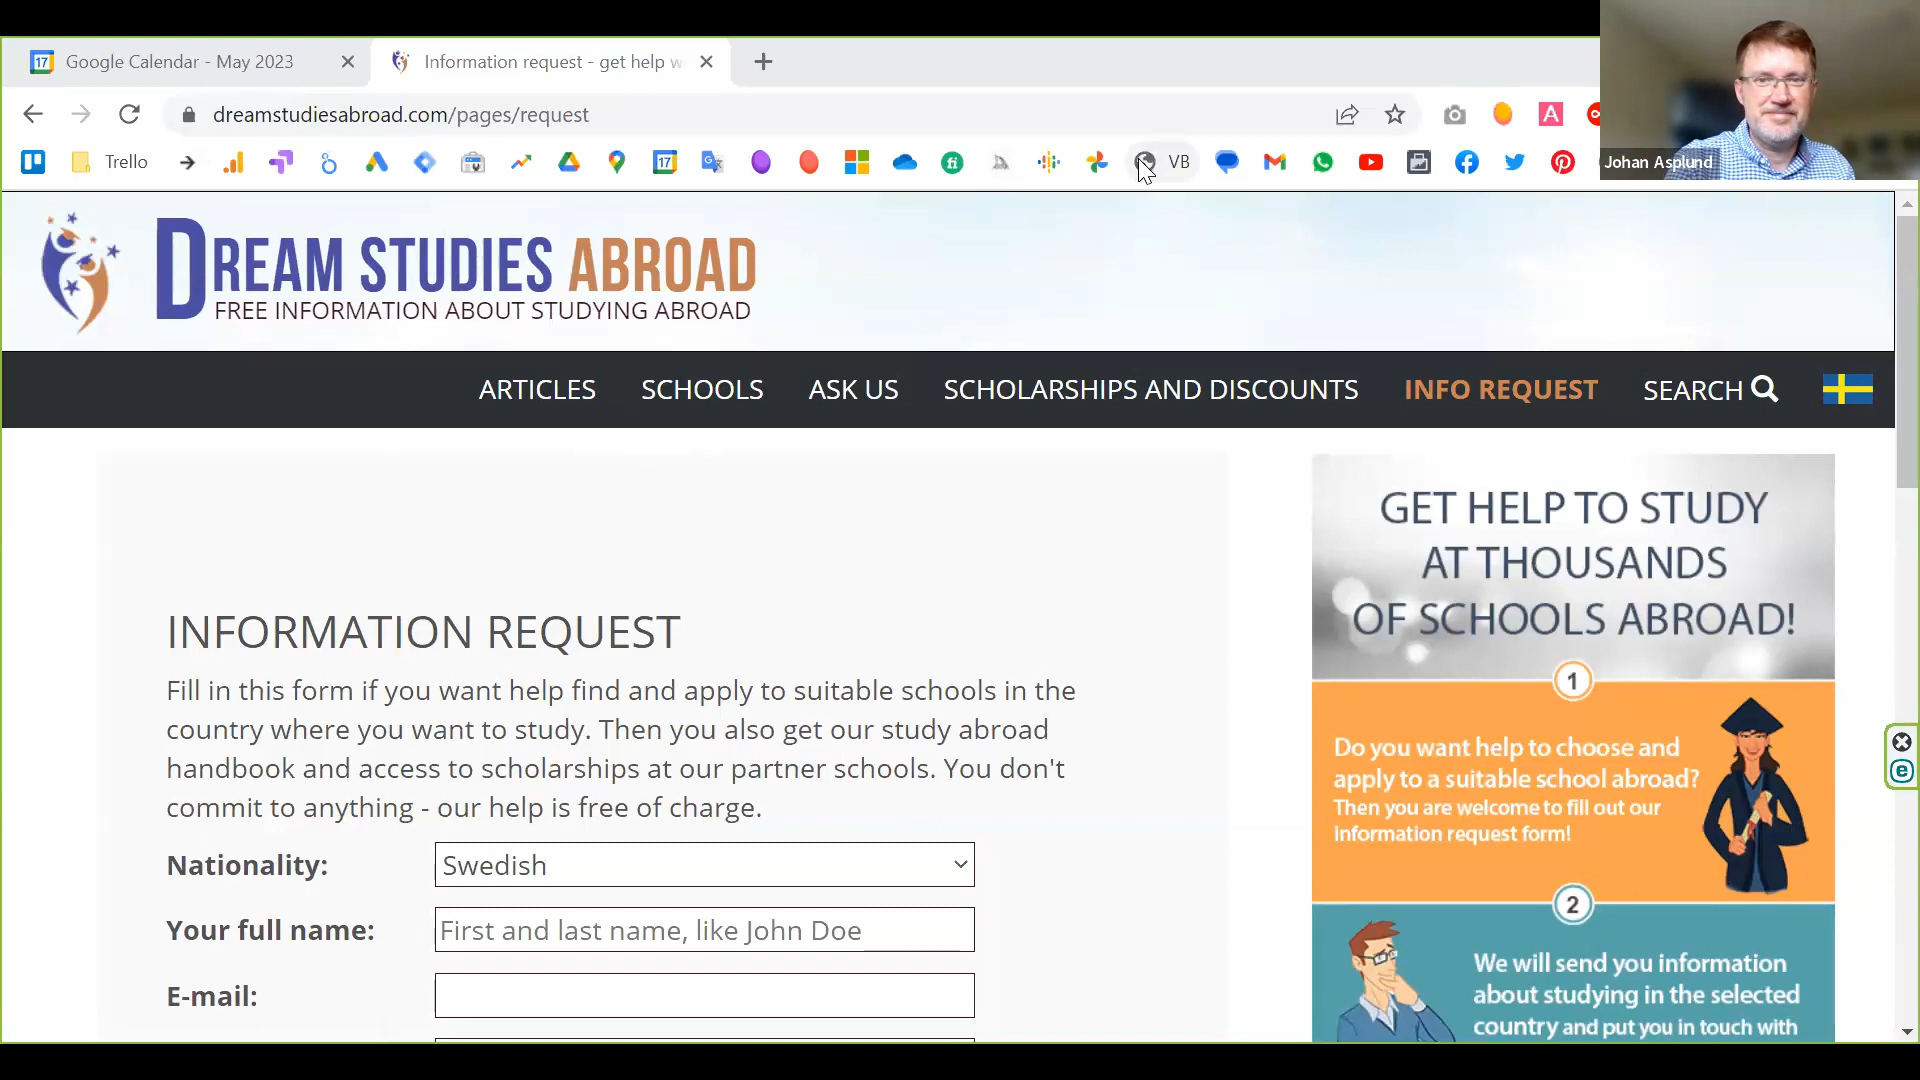 Google Calendar - May 2023
Information request - get help w
dreamstudiesabroad.com/pages/request
Trello
VB
Johan Asplund
DREAM STUDIES ABROAD
FREE INFORMATION ABOUT STUDYING ABROAD
ARTICLES SCHOOLS ASK US SCHOLARSHIPS AND DISCOUNTS INFO REQUEST SEARCH
INFORMATION REQUEST
Fill in this form if you want help find and apply to suitable schools in the
country where you want to study. Then you also get our study abroad
handbook and access to scholarships at our partner schools. You don't
commit to anything - our help is free of charge.
Nationality: Swedish
Your full name: First and last name, like John Doe
E-mail:
GET HELP TO STUDY
AT THOUSANDS
OF SCHOOLS ABROAD!
1
Do you want help to choose and
apply to a suitable school abroad?
Then you are welcome to fill out our
information request form!
2
We will send you information
about studying in the selected
country and put you in touch with